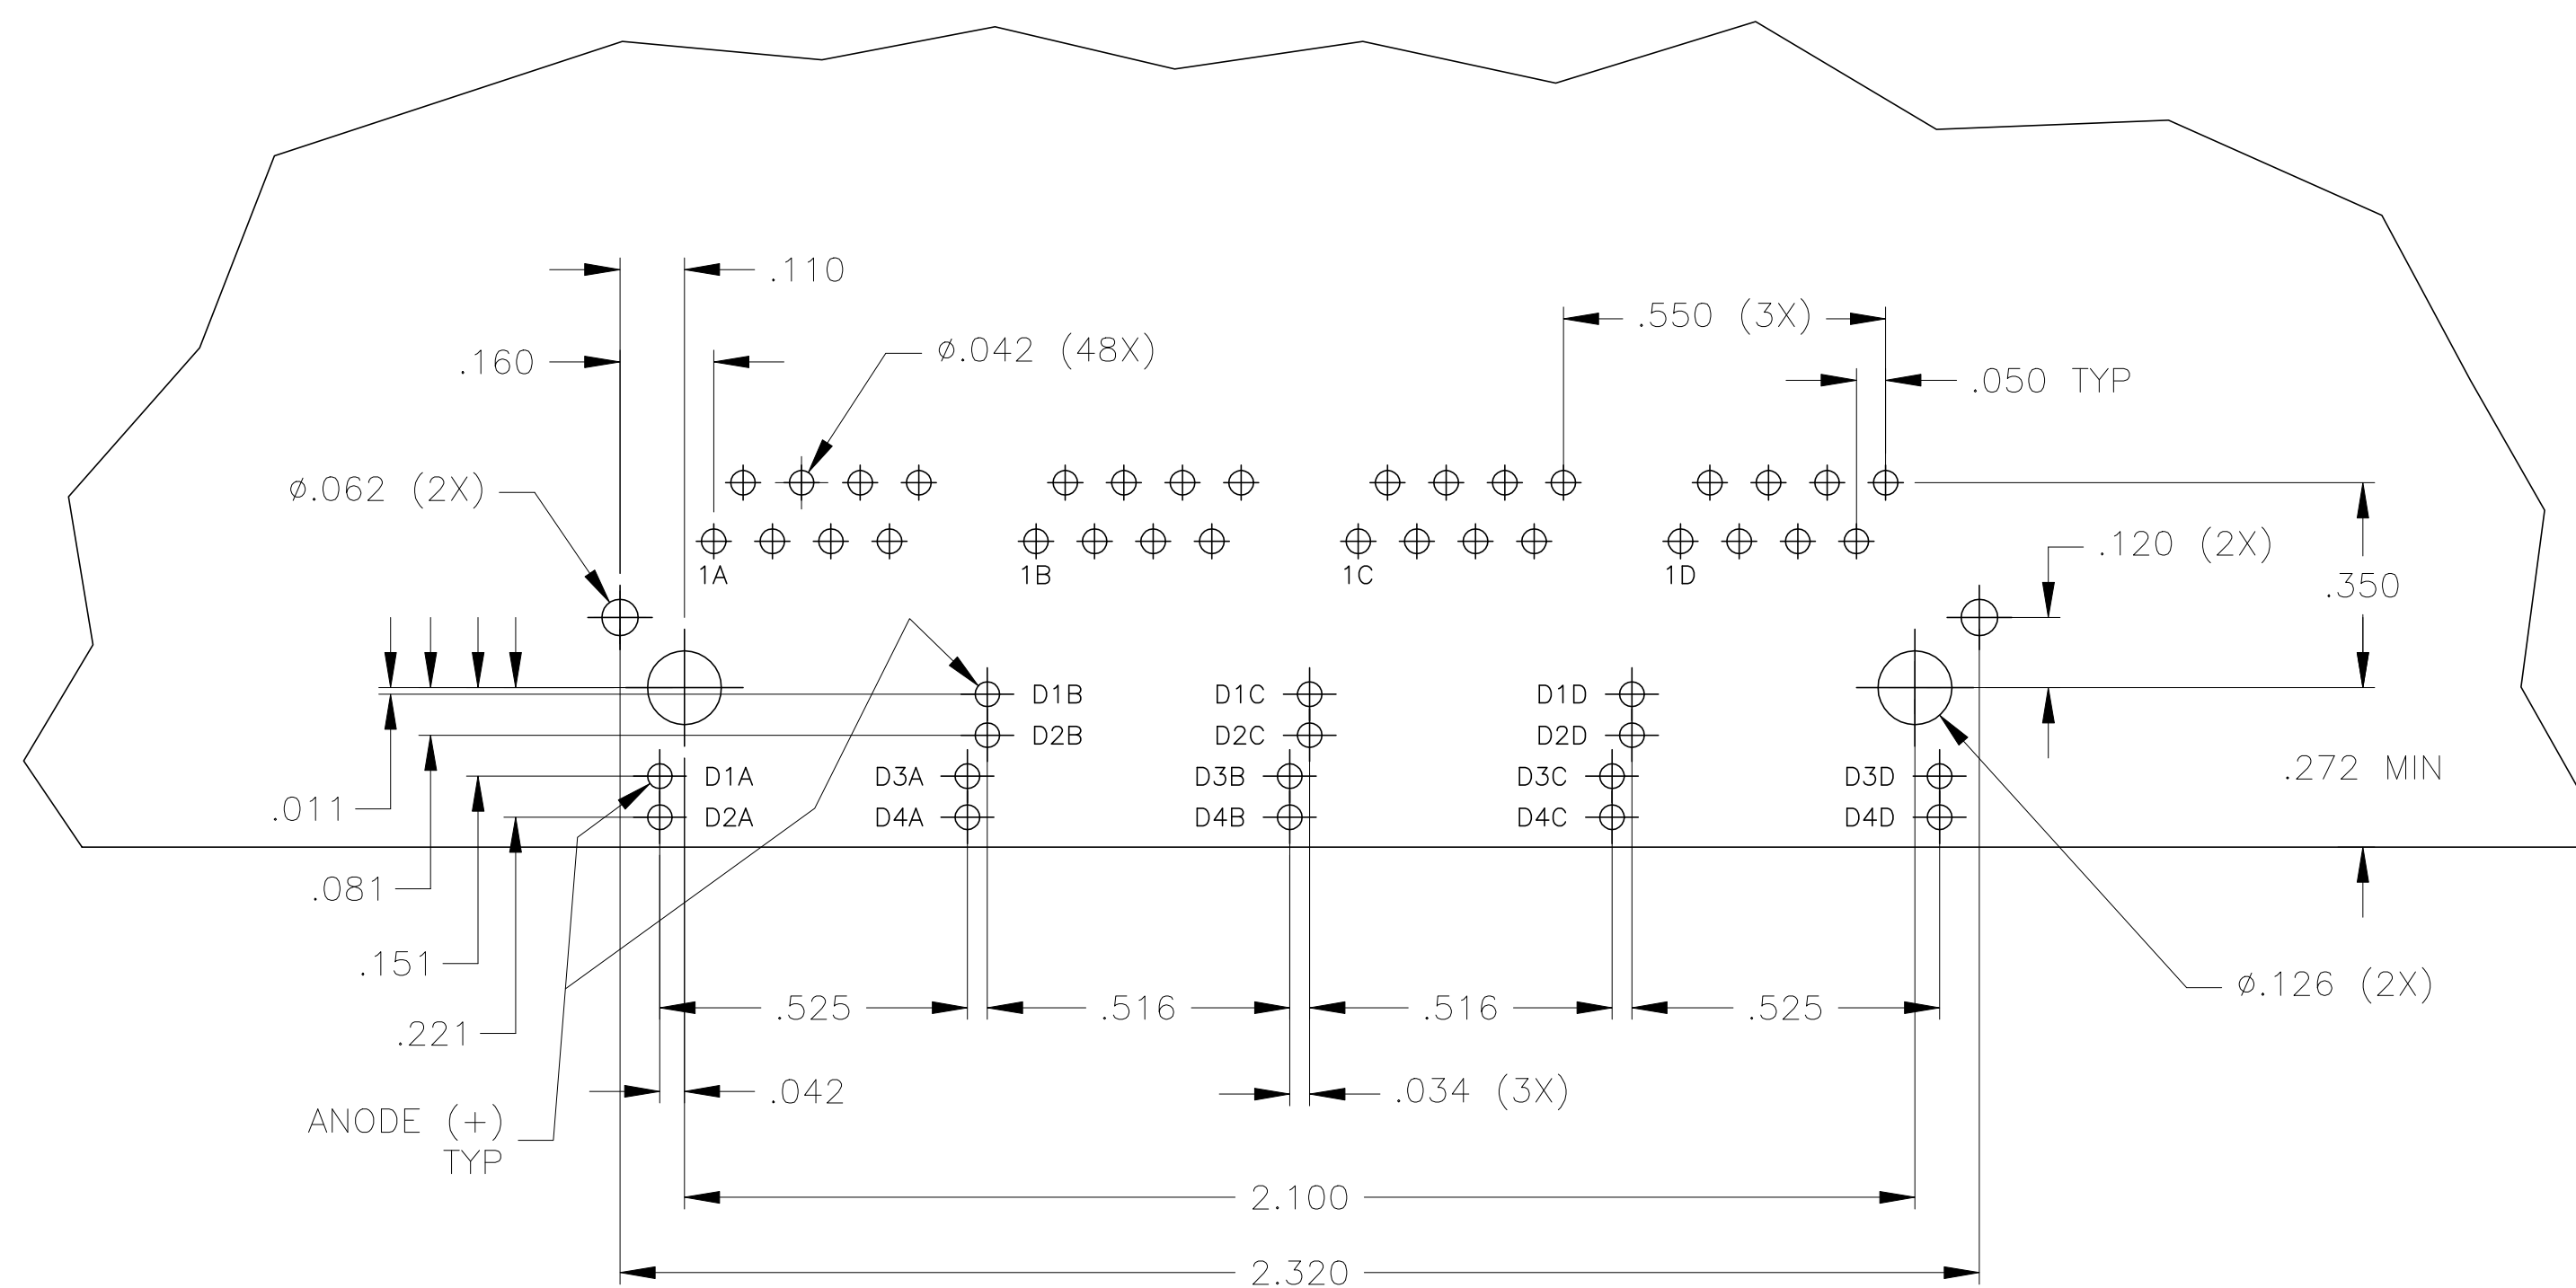 .110
.550 (3X)
.160
ø.042 (48X)
.050 TYP
ø.062 (2X)
.120 (2X)
1A
1B
1C
1D
.350
D1B
D1C
D1D
D2B
D2C
D2D
.272 MIN
D1A
D3A
D3B
D3C
D3D
.011
D2A
D4A
D4B
D4C
D4D
.081
.151
ø.126 (2X)
.525
.516
.516
.525
.221
.042
.034 (3X)
ANODE (+)
TYP
2.100
2.320